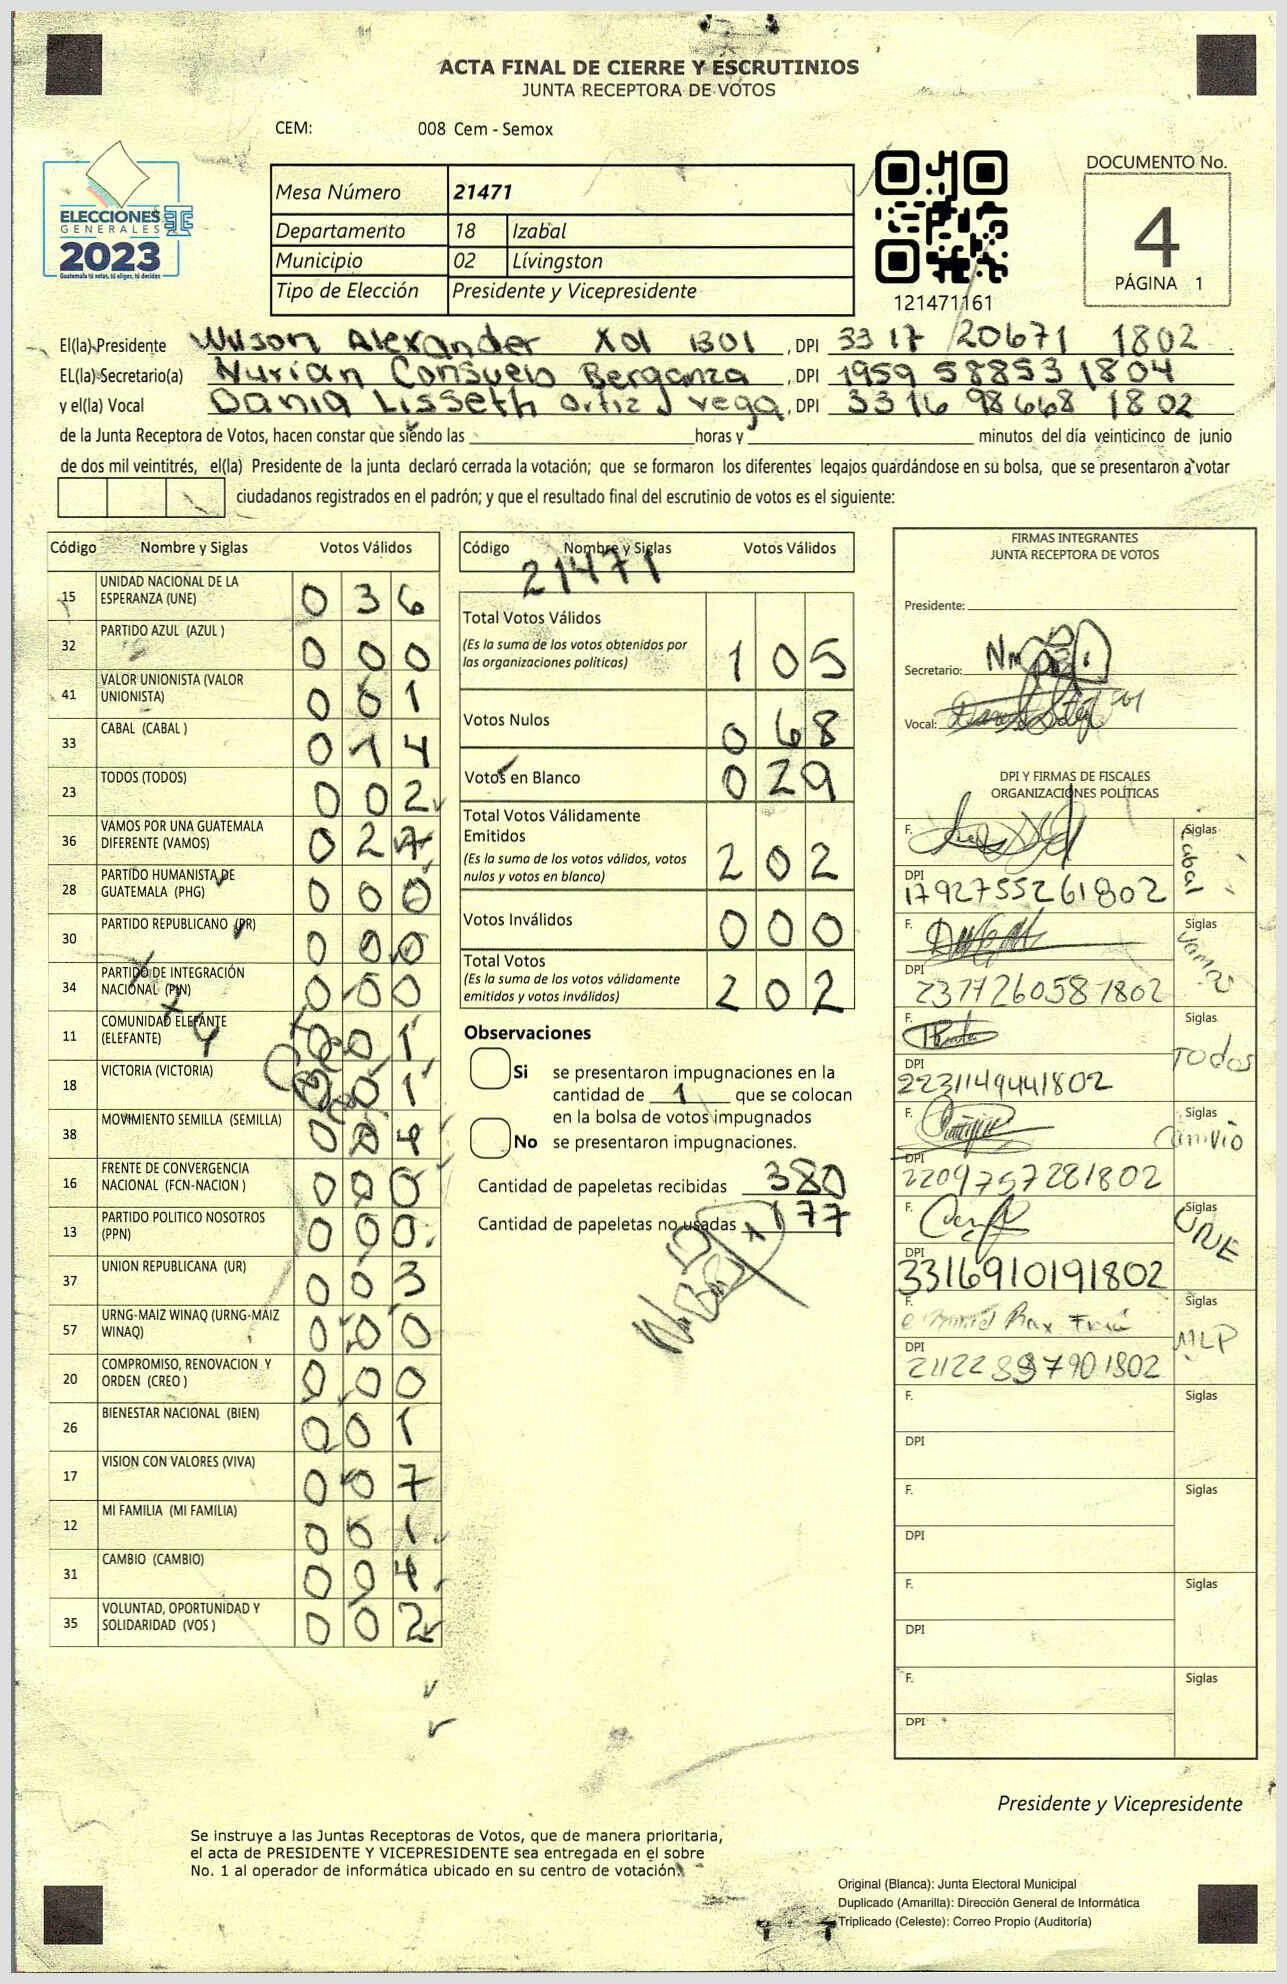 ACTA FINAL DE CIERRE Y ESCRUTINIOS
JUNTA RECEPTORA DE VOTOS
CEM: 008 Cem - Semox
ELECCIONES
GENERALES
2023
Guatemala tú votas, tú eliges, tú decides
Mesa Número 21471
Departamento 18 Izabal
Municipio 02 Livingston
Tipo de Elección Presidente y Vicepresidente
121471161
DOCUMENTO No.
4
PÁGINA 1
El(la) Presidente Wilson Alexander Xol , DPI 3317 20671 1802
EL(la) Secretario(a) Nurian Consuelo Berganza , DPI 1959 58853 1804
y el(la) Vocal Dania Lisseth Ortiz vega , DPI 3316 98668 1802
de la Junta Receptora de Votos, hacen constar que siendo las horas y minutos del día veinticinco de junio
de dos mil veintitrés, el(la) Presidente de la junta declaró cerrada la votación; que se formaron los diferentes legajos guardándose en su bolsa, que se presentaron a votar
ciudadanos registrados en el padrón; y que el resultado final del escrutinio de votos es el siguiente:
Código Nombre y Siglas Votos Válidos
15 UNIDAD NACIONAL DE LA ESPERANZA (UNE) 0 3 6
32 PARTIDO AZUL (AZUL ) 0 0 0
41 VALOR UNIONISTA (VALOR UNIONISTA) 0 0 1
33 CABAL (CABAL ) 0 1 4
23 TODOS (TODOS) 0 0 2
36 VAMOS POR UNA GUATEMALA DIFERENTE (VAMOS) 0 2 7
28 PARTIDO HUMANISTA DE GUATEMALA (PHG) 0 0 0
30 PARTIDO REPUBLICANO (PR) 0 0 0
34 PARTIDO DE INTEGRACIÓN NACIONAL (PIN) 0 0 0
11 COMUNIDAD ELEFANTE (ELEFANTE) 0 0 1
18 VICTORIA (VICTORIA) 0 0 1
38 MOVIMIENTO SEMILLA (SEMILLA) 0 0 4
16 FRENTE DE CONVERGENCIA NACIONAL (FCN-NACION ) 0 0 0
13 PARTIDO POLITICO NOSOTROS (PPN) 0 0 0
37 UNION REPUBLICANA (UR) 0 0 3
57 URNG-MAIZ WINAQ (URNG-MAIZ WINAQ) 0 0 0
20 COMPROMISO, RENOVACION Y ORDEN (CREO ) 0 0 0
26 BIENESTAR NACIONAL (BIEN) 0 0 1
17 VISION CON VALORES (VIVA) 0 0 7
12 MI FAMILIA (MI FAMILIA) 0 0 1
31 CAMBIO (CAMBIO) 0 0 4
35 VOLUNTAD, OPORTUNIDAD Y SOLIDARIDAD (VOS ) 0 0 2
Código Nombre y Siglas Votos Válidos
21471
Total Votos Válidos 1 0 5
(Es la suma de los votos obtenidos por las organizaciones politicas)
Votos Nulos 0 6 8
Votos en Blanco 0 2 9
Total Votos Válidamente Emitidos 2 0 2
(Es la suma de los votos válidos, votos nulos y votos en blanco)
Votos Inválidos 0 0 0
Total Votos 2 0 2
(Es la suma de los votos válidamente emitidos y votos inválidos)
Observaciones
Si se presentaron impugnaciones en la
cantidad de 1 que se colocan
en la bolsa de votos impugnados
No se presentaron impugnaciones.
Cantidad de papeletas recibidas 380
Cantidad de papeletas no usadas 177
FIRMAS INTEGRANTES
JUNTA RECEPTORA DE VOTOS
Presidente:
Secretario:
Vocal:
DPI Y FIRMAS DE FISCALES
ORGANIZACIONES POLÍTICAS
F. Siglas Cabal
DPI 1792755261802
F. Siglas Vamos
DPI 2377260581802
F. Siglas TODOS
DPI 2231149441802
F. Siglas Camvio
DPI 2209757281802
F. Siglas UNE
DPI 3316910191802
F. Siglas MLP
DPI
F. Siglas
DPI
F. Siglas
DPI
F. Siglas
DPI
F. Siglas
DPI
Presidente y Vicepresidente
Se instruye a las Juntas Receptoras de Votos, que de manera prioritaria,
el acta de PRESIDENTE Y VICEPRESIDENTE sea entregada en el sobre
No. 1 al operador de informática ubicado en su centro de votación.
Original (Blanca): Junta Electoral Municipal
Duplicado (Amarilla): Dirección General de Informática
Triplicado (Celeste): Correo Propio (Auditoría)